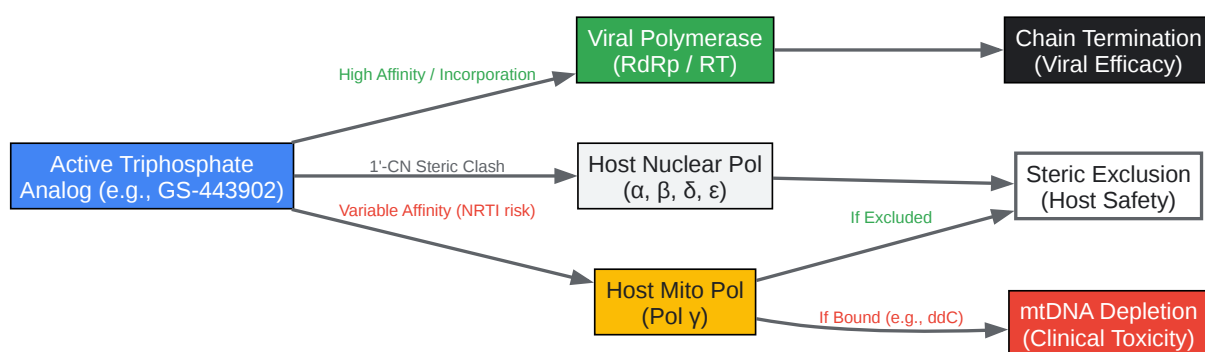 Viral Polymerase
(RdRp / RT)
Chain Termination
(Viral Efficacy)
High Affinity / Incorporation
Active Triphosphate
Analog (e.g., GS-443902)
1'-CN Steric Clash
Host Nuclear Pol
(α, β, δ, ε)
Steric Exclusion
(Host Safety)
Variable Affinity (NRTI risk)
If Excluded
Host Mito Pol
(Pol γ)
If Bound (e.g., ddC)
mtDNA Depletion
(Clinical Toxicity)